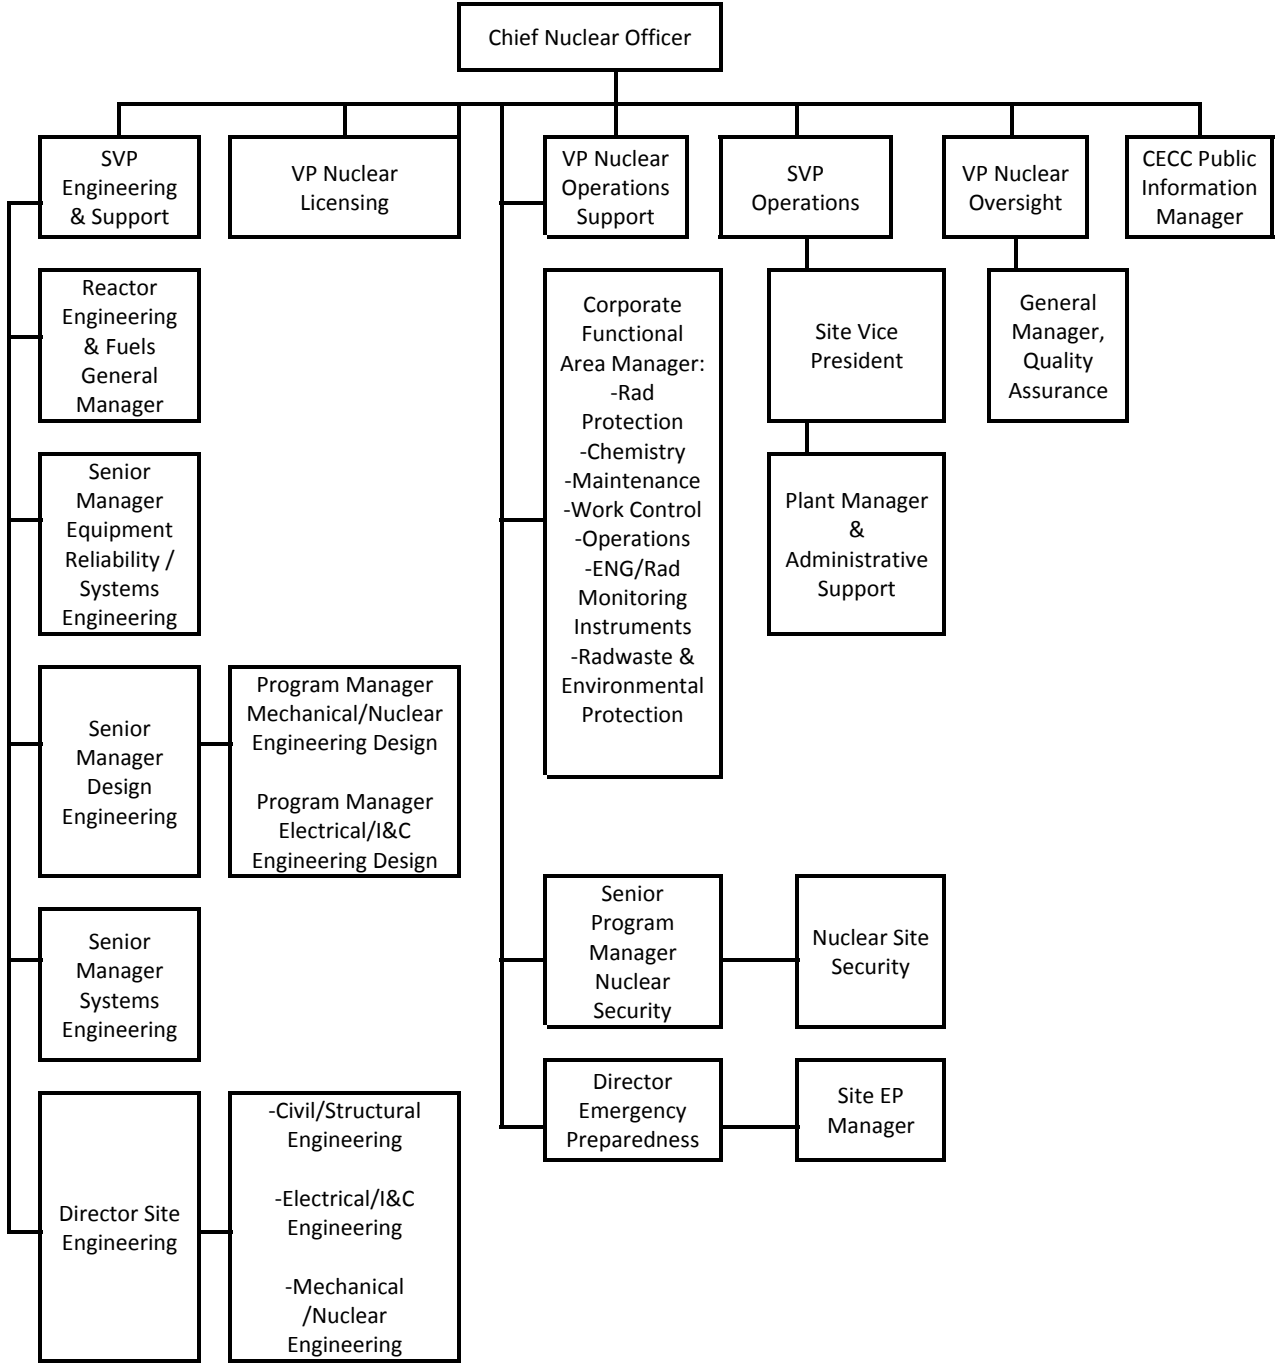 Chief Nuclear Officer
SVP
Engineering
& Support
VP Nuclear
Licensing
VP Nuclear
Operations
Support
SVP
Operations
VP Nuclear
Oversight
CECC Public
Information
Manager
Reactor
Engineering
& Fuels
General
Manager
Corporate
Functional
Area Manager:
-Rad
Protection
-Chemistry
-Maintenance
-Work Control
-Operations
-ENG/Rad
Monitoring
Instruments
-Radwaste &
Environmental
Protection
Site Vice
President
General
Manager,
Quality
Assurance
Senior
Manager
Equipment
Reliability /
Systems
Engineering
Plant Manager
&
Administrative
Support
Senior
Manager
Design
Engineering
Program Manager
Mechanical/Nuclear
Engineering Design
Program Manager
Electrical/I&C
Engineering Design
Senior
Manager
Systems
Engineering
Senior
Program
Manager
Nuclear
Security
Nuclear Site
Security
Director Site
Engineering
-Civil/Structural
Engineering
-Electrical/I&C
Engineering
-Mechanical
/Nuclear
Engineering
Director
Emergency
Preparedness
Site EP
Manager